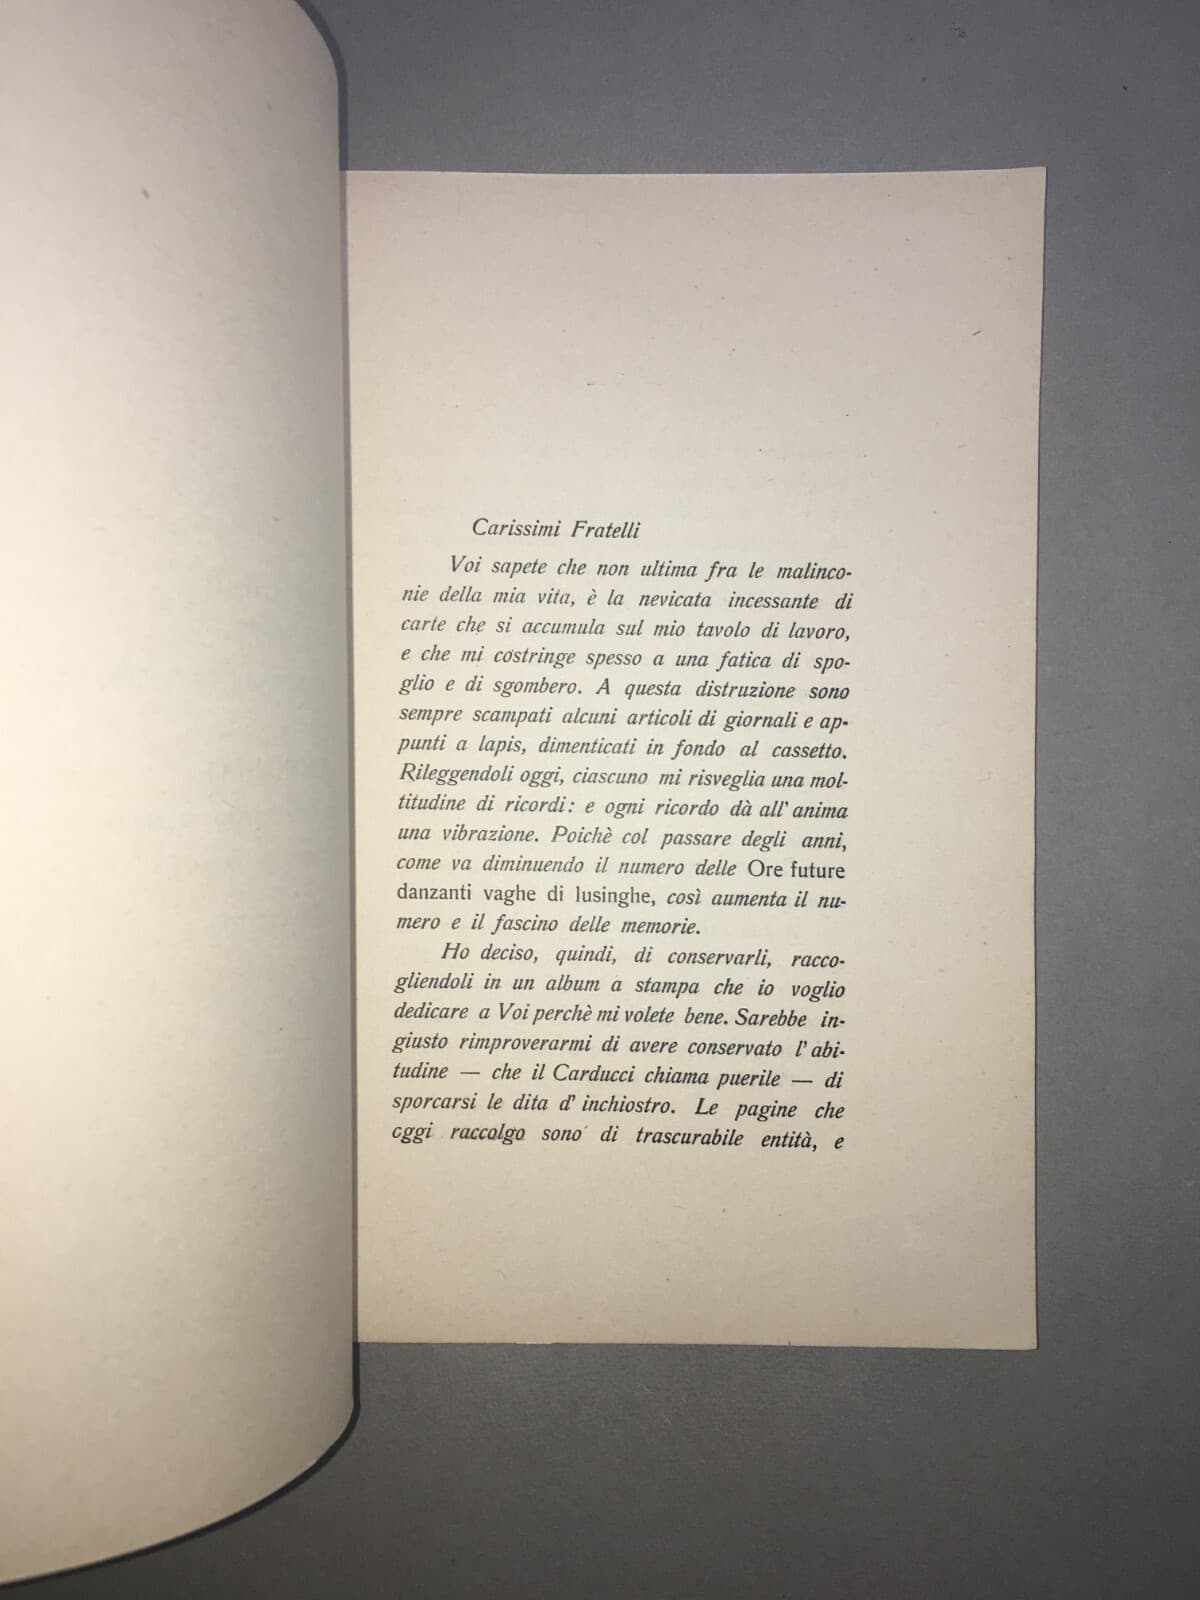 Carissimi Fratelli
Voi sapete che non ultima fra le malinco-
nie della mia vita, è la nevicata incessante di
carte che si accumula sul mio tavolo di lavoro,
e che mi costringe spesso a una fatica di spo-
glio e di sgombero. A questa distruzione sono
sempre scampati alcuni articoli di giornali e ap-
punti a lapis, dimenticati in fondo al cassetto.
Rileggendoli oggi, ciascuno mi risveglia una mol-
titudine di ricordi: e ogni ricordo dà all' anima
una vibrazione. Poichè col passare degli anni,
come va diminuendo il numero delle Ore future
danzanti vaghe di lusinghe, così aumenta il nu-
mero e il fascino delle memorie.
Ho deciso, quindi, di conservarli, racco-
gliendoli in un album a stampa che io voglio
dedicare a Voi perchè mi volete bene. Sarebbe in-
giusto rimproverarmi di avere conservato l' abi-
tudine — che il Carducci chiama puerile — di
sporcarsi le dita d' inchiostro. Le pagine che
cggi raccolgo sono di trascurabile entità, e